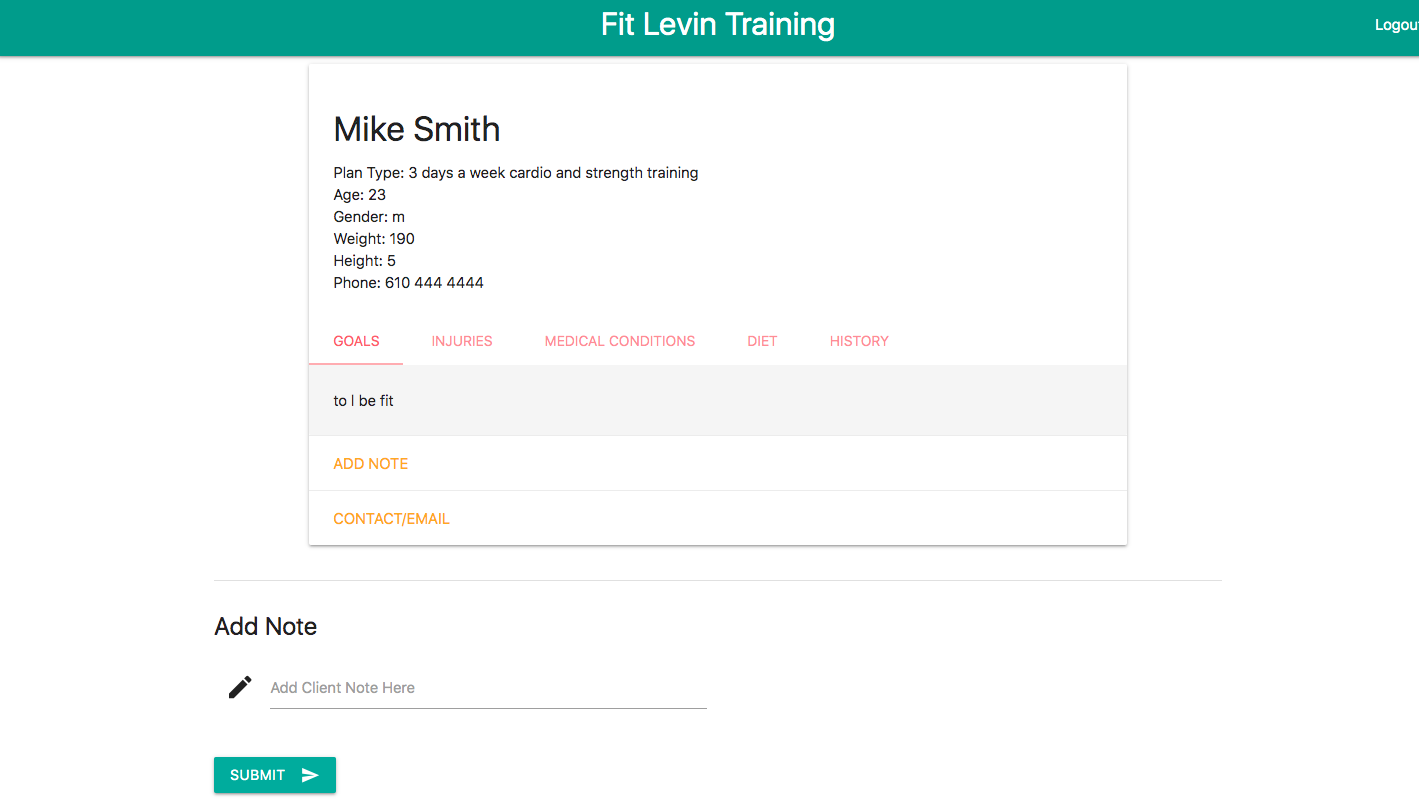 Fit Levin Training
Logout
Mike Smith
Plan Type: 3 days a week cardio and strength training
Age: 23
Gender: m
Weight: 190
Height: 5
Phone: 610 444 4444
GOALS INJURIES MEDICAL CONDITIONS DIET HISTORY
to I be fit
ADD NOTE
CONTACT/EMAIL
Add Note
Add Client Note Here
SUBMIT